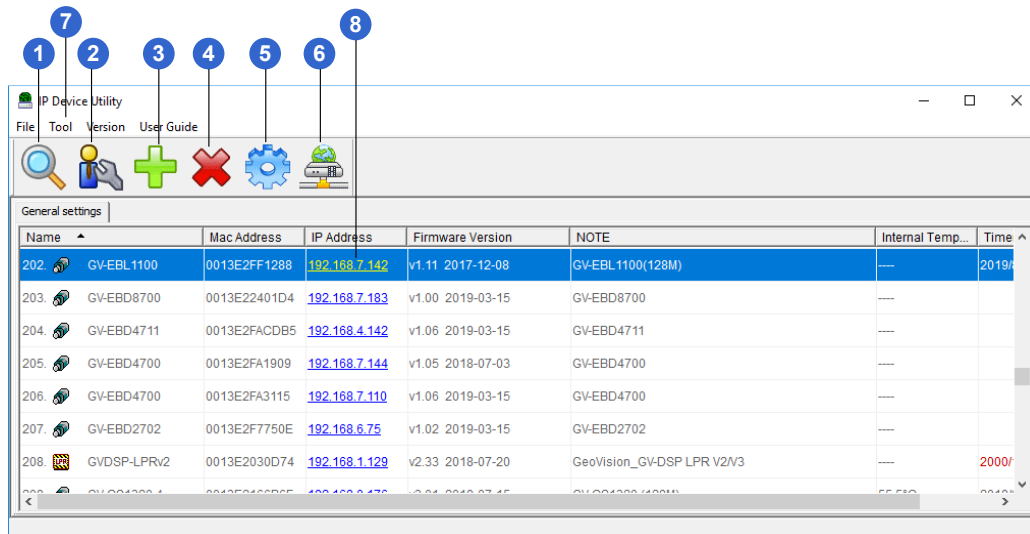 7 8
1 2 3 4 5 6
IP Device Utility
File Tool Version User Guide
General settings
Name Mac Address IP Address Firmware Version NOTE Internal Temp... Time
202. GV-EBL1100 0013E2FF1288 192.168.7.142 v1.11 2017-12-08 GV-EBL1100(128M) ---- 2019/
203. GV-EBD8700 0013E22401D4 192.168.7.183 v1.00 2019-03-15 GV-EBD8700 ----
204. GV-EBD4711 0013E2FACDB5 192.168.4.142 v1.06 2019-03-15 GV-EBD4711 ----
205. GV-EBD4700 0013E2FA1909 192.168.7.144 v1.05 2018-07-03 GV-EBD4700 ----
206. GV-EBD4700 0013E2FA3115 192.168.7.110 v1.06 2019-03-15 GV-EBD4700 ----
207. GV-EBD2702 0013E2F7750E 192.168.6.75 v1.02 2019-03-15 GV-EBD2702 ----
208. LPR GVDSP-LPRv2 0013E2030D74 192.168.1.129 v2.33 2018-07-20 GeoVision_GV-DSP LPR V2/V3 ---- 2000/